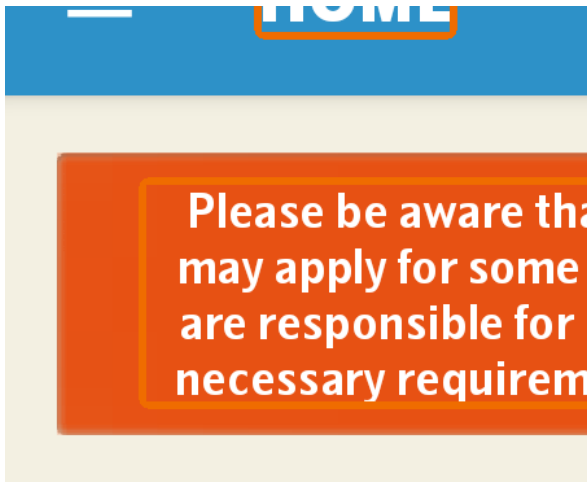 HOME
Please be aware tha
may apply for some
are responsible for
necessary requirem